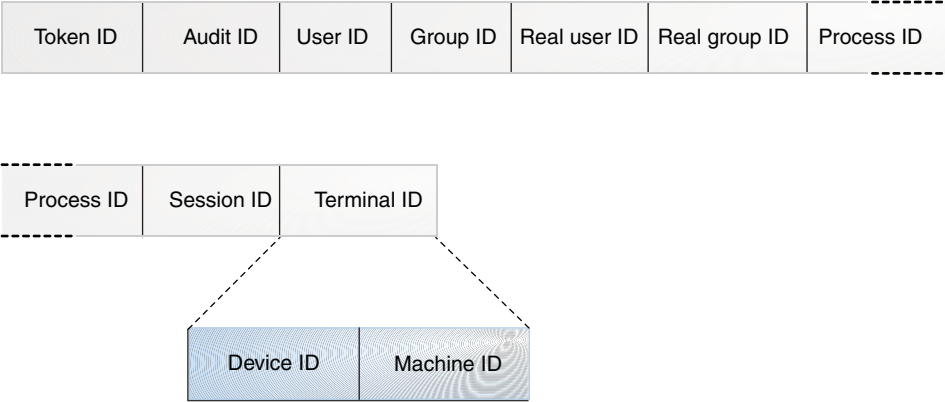 Token ID Audit ID User ID Group ID Real user ID Real group ID Process ID
Process ID Session ID Terminal ID
Device ID Machine ID